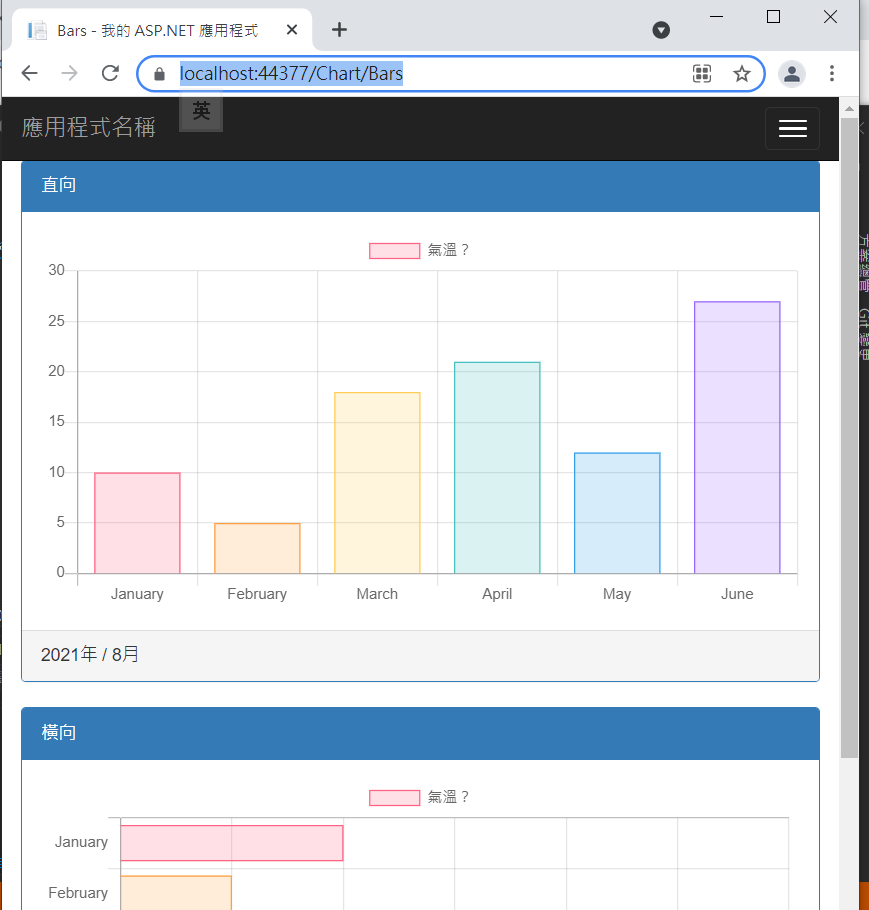 Bars - 我的 ASP.NET 應用程式
localhost:44377/Chart/Bars
應用程式名稱
英
直向
氣溫？
30
25
20
15
10
5
0
January February March April May June
2021年 / 8月
橫向
氣溫？
January
February